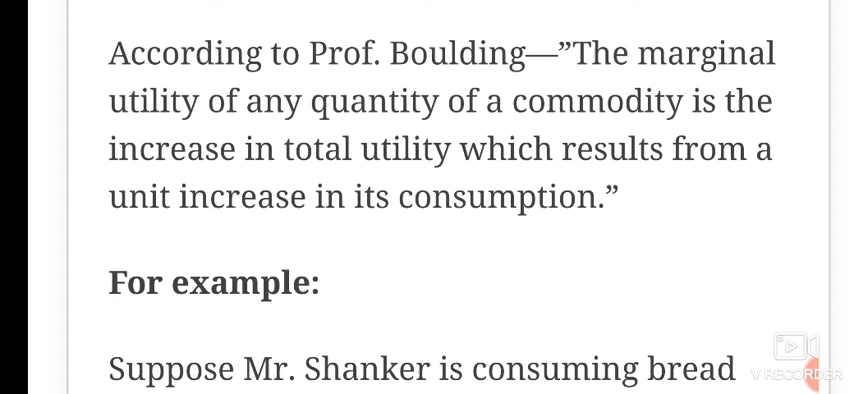 According to Prof. Boulding—”The marginal
utility of any quantity of a commodity is the
increase in total utility which results from a
unit increase in its consumption.”
For example:
Suppose Mr. Shanker is consuming bread
V RECORDER